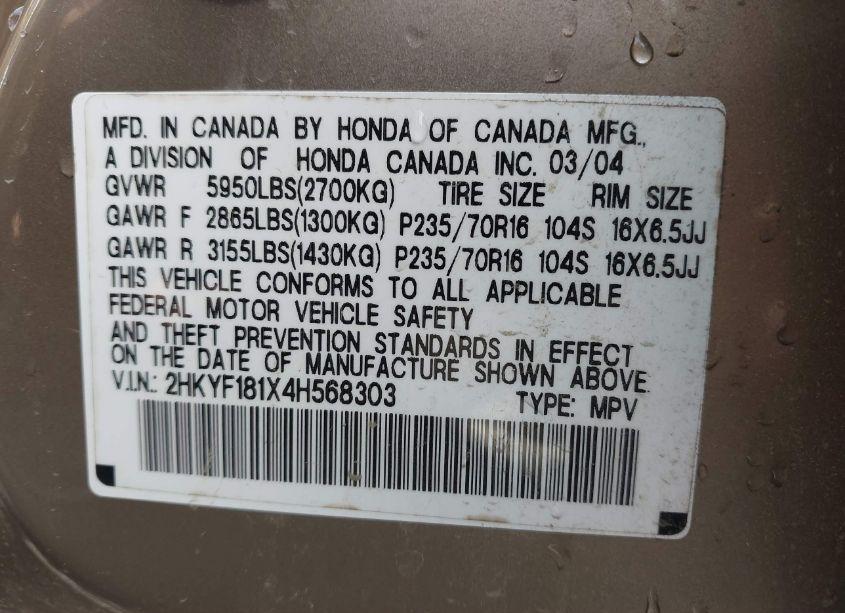 MFD. IN CANADA BY HONDA OF CANADA MFG.,
A DIVISION OF HONDA CANADA INC. 03/04
GVWR 5950LBS(2700KG) TIRE SIZE RIM SIZE
GAWR F 2865LBS(1300KG) P235/70R16 104S 16X6.5JJ
GAWR R 3155LBS(1430KG) P235/70R16 104S 16X6.5JJ
THIS VEHICLE CONFORMS TO ALL APPLICABLE
FEDERAL MOTOR VEHICLE SAFETY
AND THEFT PREVENTION STANDARDS IN EFFECT
ON THE DATE OF MANUFACTURE SHOWN ABOVE.
V.I.N.: 2HKYF181X4H568303 TYPE: MPV